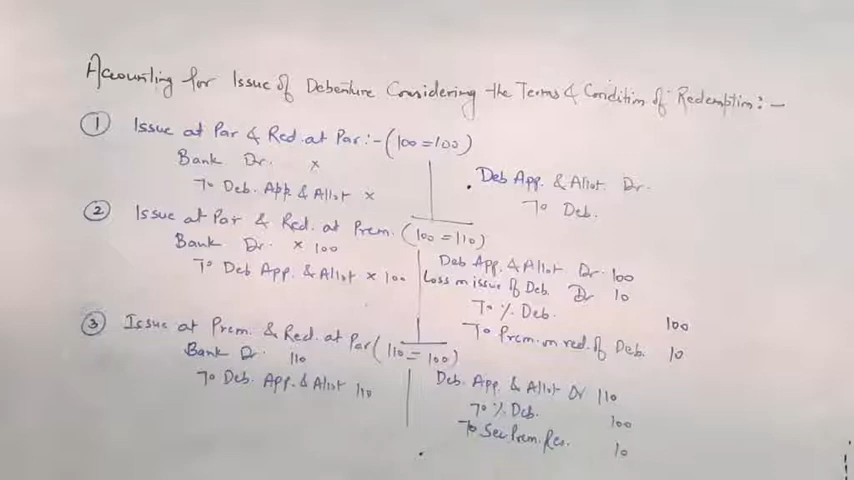 Accounting for Issue of Debenture Considering the Terms & Condition of Redemption:-
① Issue at Par & Red. at Par:- (100=100)
Bank Dr. x
To Deb. App. & Allot x
Deb App. & Allot Dr.
To Deb.
② Issue at Par & Red. at Prem. (100=110)
Bank Dr. x 100
To Deb App. & Allot x 100
Deb App. & Allot Dr. 100
Loss on issue of Deb. Dr 10
To % Deb. 100
To Prem. on red. of Deb. 10
③ Issue at Prem. & Red. at Par (110=100)
Bank Dr. 110
To Deb. App. & Allot 110
Deb. App. & Allot Dr 110
To % Deb. 100
To Sec Prem. Res. 10